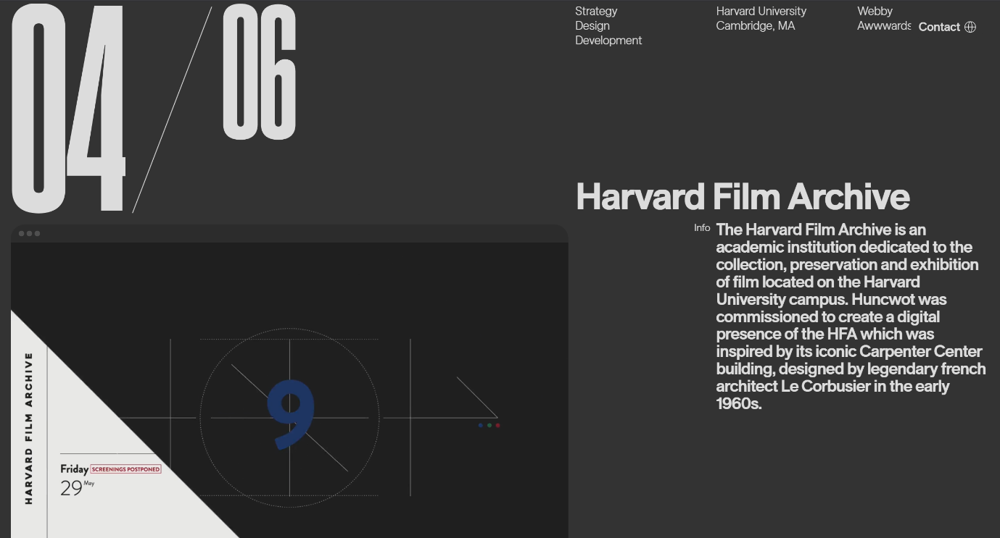 04 / 06
Strategy
Design
Development
Harvard University
Cambridge, MA
Webby
Awwwards
Contact
Harvard Film Archive
Info
The Harvard Film Archive is an
academic institution dedicated to the
collection, preservation and exhibition
of film located on the Harvard
University campus. Huncwot was
commissioned to create a digital
presence of the HFA which was
inspired by its iconic Carpenter Center
building, designed by legendary french
architect Le Corbusier in the early
1960s.
HARVARD FILM ARCHIVE
9
Friday SCREENINGS POSTPONED
29 May